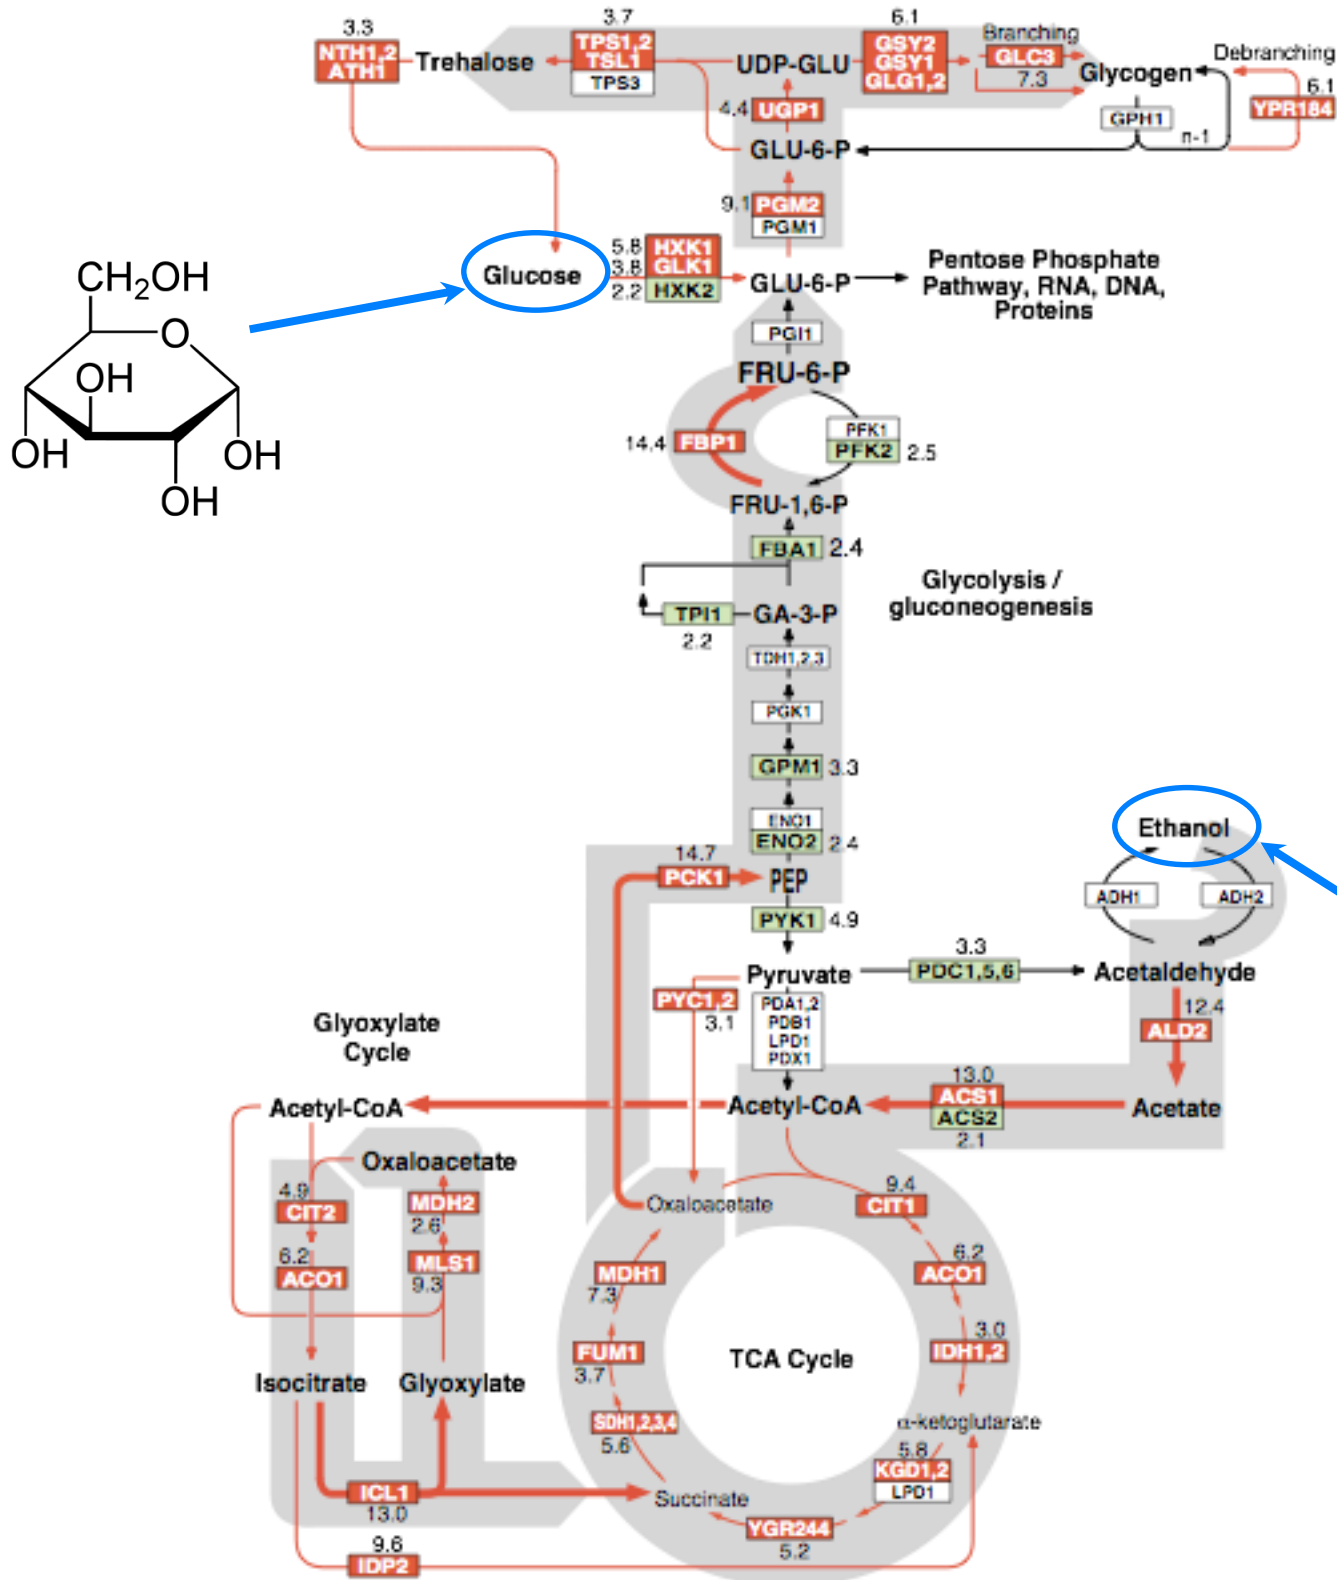 3.3
NTH1,2
ATH1
Trehalose
3.7
TPS1,2
TSL1
TPS3
UDP-GLU
6.1
GSY2
GSY1
GLG1,2
Branching
GLC3
7.3
Glycogen
Debranching
6.1
YPR184
4.4
UGP1
GPH1
n-1
GLU-6-P
9.1
PGM2
PGM1
Glucose
5.8
HXK1
3.8
GLK1
2.2
HXK2
GLU-6-P
Pentose Phosphate
Pathway, RNA, DNA,
Proteins
CH2OH
O
OH
OH
OH
OH
PGI1
FRU-6-P
14.4
FBP1
PFK1
PFK2
2.5
FRU-1,6-P
FBA1
2.4
Glycolysis /
gluconeogenesis
TPI1
2.2
GA-3-P
TDH1,2,3
PGK1
GPM1
3.3
ENO1
ENO2
2.4
Ethanol
14.7
PCK1
PEP
ADH1
ADH2
PYK1
4.9
Pyruvate
3.3
PDC1,5,6
Acetaldehyde
PYC1,2
3.1
PDA1,2
PDB1
LPD1
PDX1
12.4
ALD2
Glyoxylate
Cycle
Acetyl-CoA
Acetyl-CoA
13.0
ACS1
ACS2
2.1
Acetate
Oxaloacetate
4.9
CIT2
MDH2
2.6
Oxaloacetate
9.4
CIT1
6.2
ACO1
MLS1
9.3
MDH1
7.3
6.2
ACO1
FUM1
3.7
TCA Cycle
3.0
IDH1,2
Isocitrate
Glyoxylate
SDH1,2,3,4
5.6
α-ketoglutarate
5.8
KGD1,2
LPD1
ICL1
13.0
Succinate
YGR244
5.2
9.6
IDP2